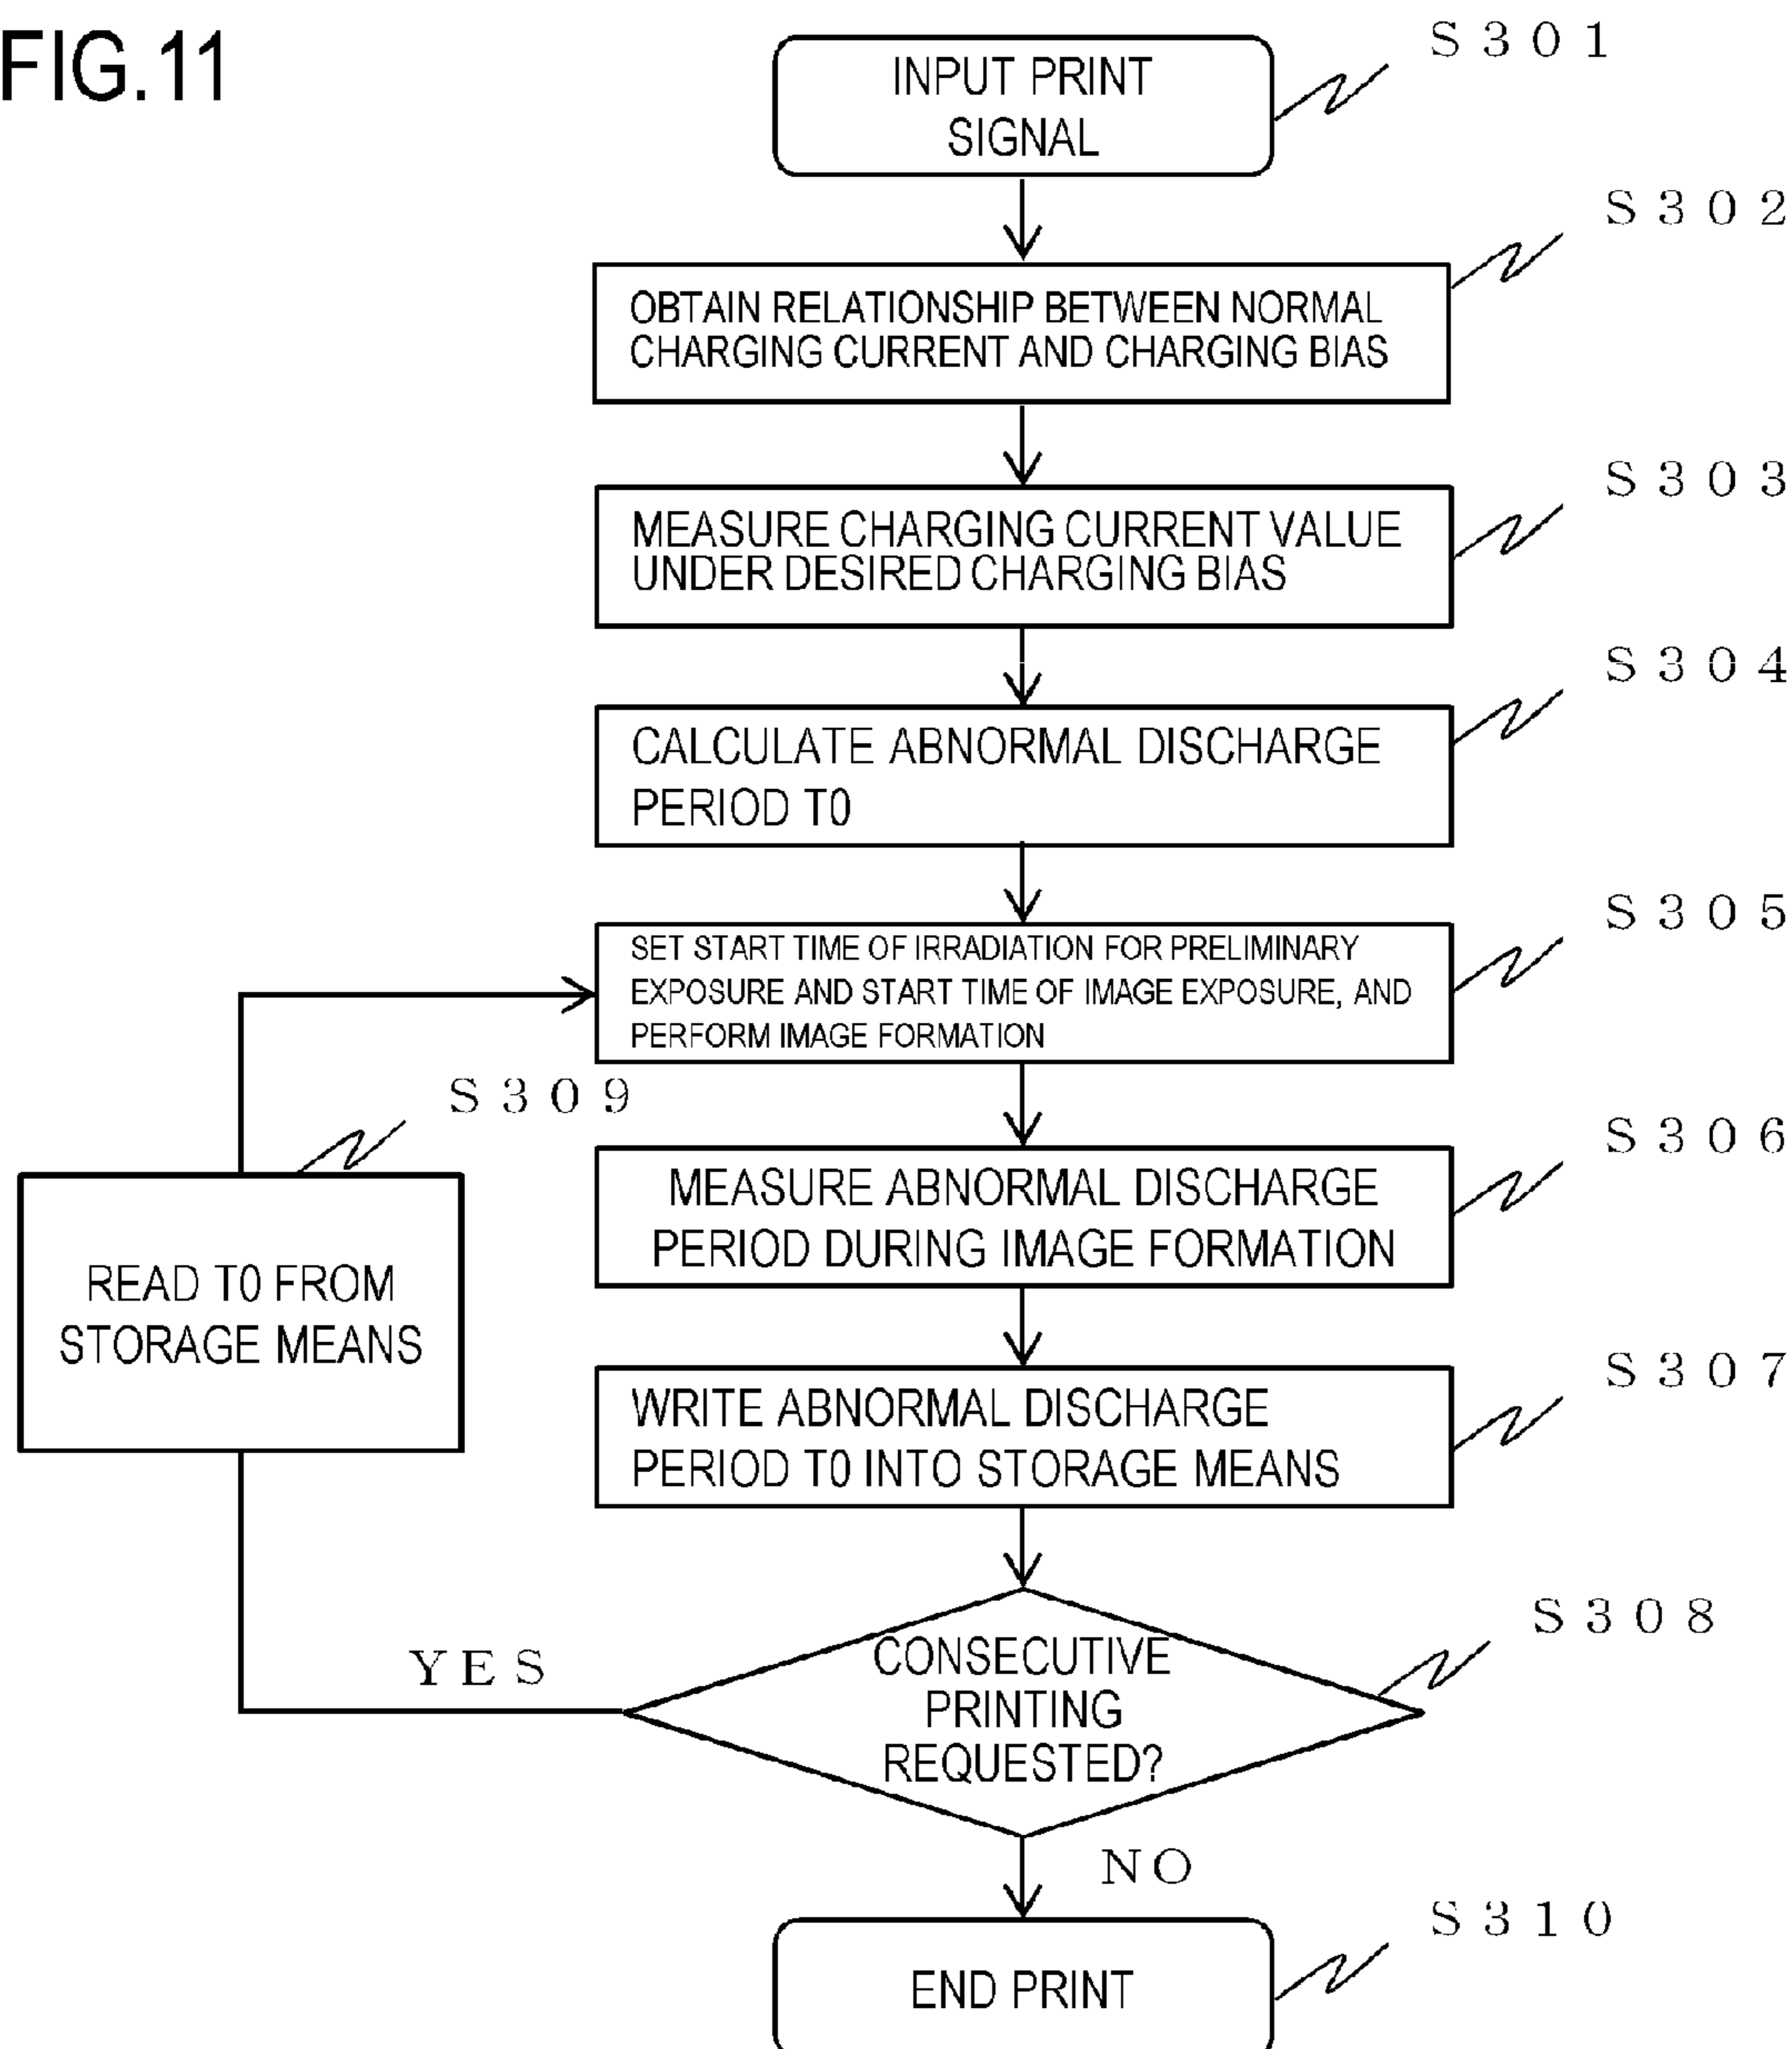 FIG.11
S301
INPUT PRINT
SIGNAL
S302
OBTAIN RELATIONSHIP BETWEEN NORMAL
CHARGING CURRENT AND CHARGING BIAS
S303
MEASURE CHARGING CURRENT VALUE
UNDER DESIRED CHARGING BIAS
S304
CALCULATE ABNORMAL DISCHARGE
PERIOD T0
S305
SET START TIME OF IRRADIATION FOR PRELIMINARY
EXPOSURE AND START TIME OF IMAGE EXPOSURE, AND
PERFORM IMAGE FORMATION
S309
READ T0 FROM
STORAGE MEANS
S306
MEASURE ABNORMAL DISCHARGE
PERIOD DURING IMAGE FORMATION
S307
WRITE ABNORMAL DISCHARGE
PERIOD T0 INTO STORAGE MEANS
S308
CONSECUTIVE
PRINTING
REQUESTED?
YES
NO
S310
END PRINT